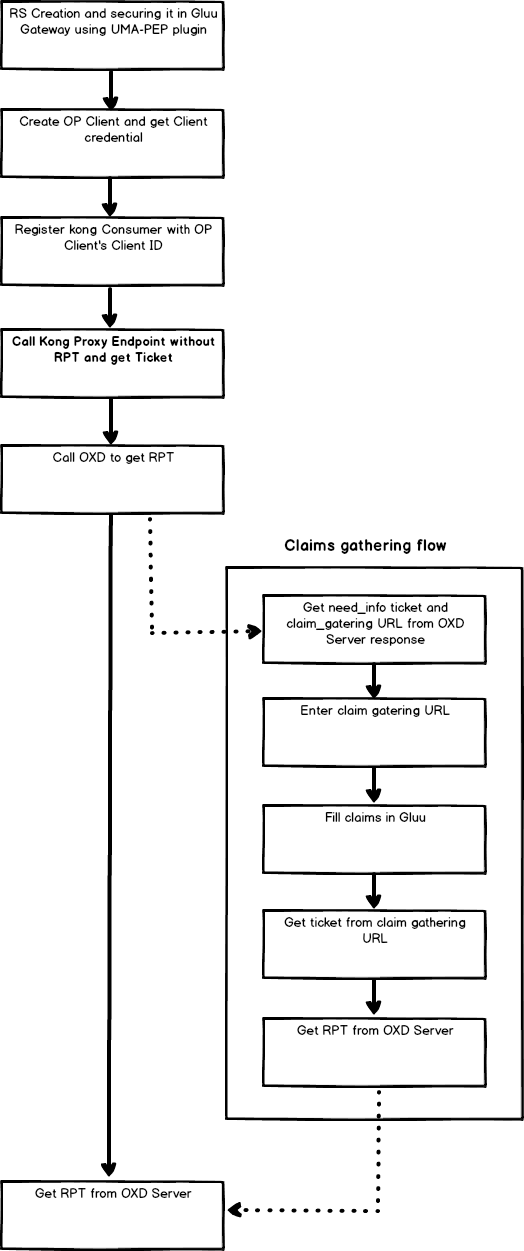 RS Creation and securing it in Gluu
Gateway using UMA-PEP plugin
Create OP Client and get Client
credential
Register kong Consumer with OP
Client's Client ID
Call Kong Proxy Endpoint without
RPT and get Ticket
Call OXD to get RPT
Claims gathering flow
Get need_info ticket and
claim_gatering URL from OXD
Server response
Enter claim gatering URL
Fill claims in Gluu
Get ticket from claim gathering
URL
Get RPT from OXD Server
Get RPT from OXD Server